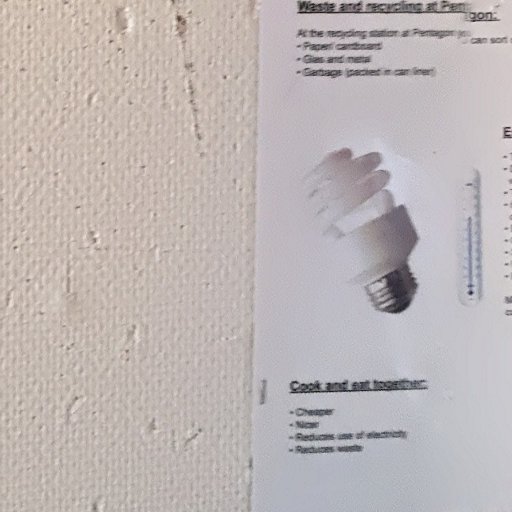 Waste and recycling at Pentagon:
At the recycling station at Pentagon you can sort
• Paper/ cardboard
• Glas and metal
• Garbage (packed in can liner)
Cook and eat together:
• Cheaper
• Nicer
• Reduces use of electricity
• Reduces waste